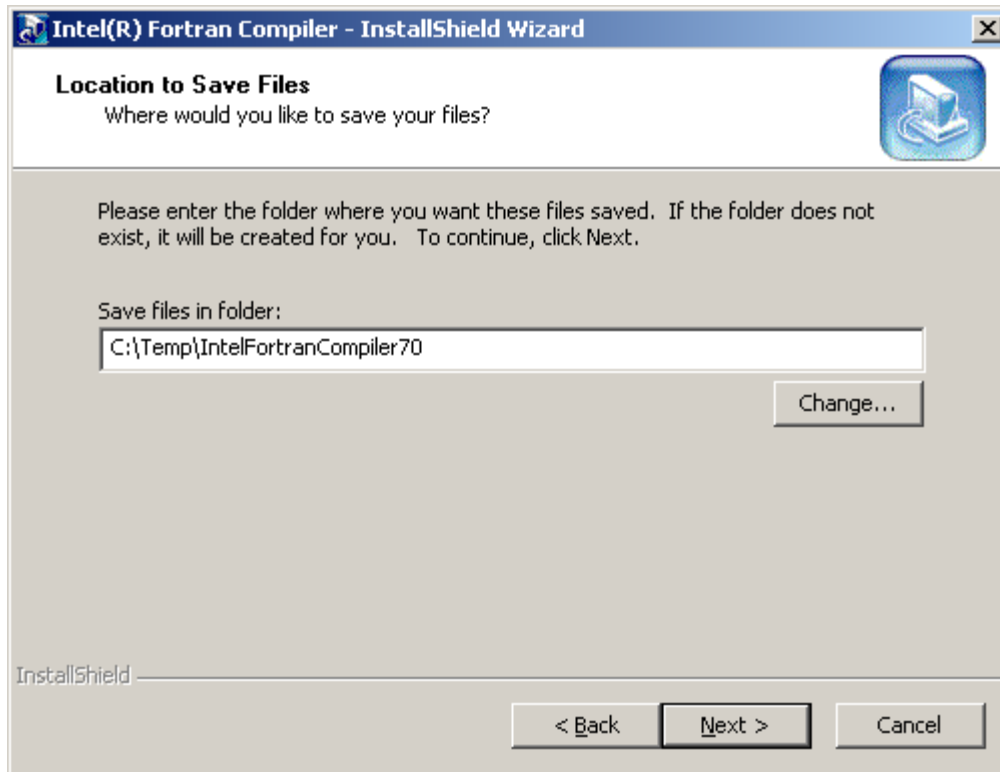 Intel(R) Fortran Compiler - InstallShield Wizard
Location to Save Files
Where would you like to save your files?
Please enter the folder where you want these files saved.  If the folder does not
exist, it will be created for you.   To continue, click Next.
Save files in folder:
C:\Temp\IntelFortranCompiler70
Change...
InstallShield
< Back
Next >
Cancel